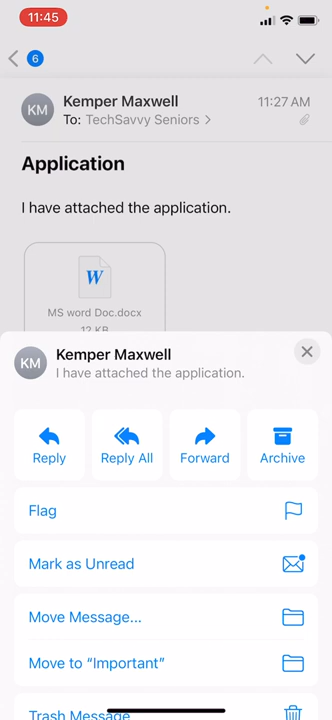 11:45
6
KM
Kemper Maxwell
11:27 AM
To: TechSavvy Seniors
Application
I have attached the application.
W
MS word Doc.docx
12 KB
KM
Kemper Maxwell
I have attached the application.
Reply
Reply All
Forward
Archive
Flag
Mark as Unread
Move Message...
Move to “Important”
Trash Message